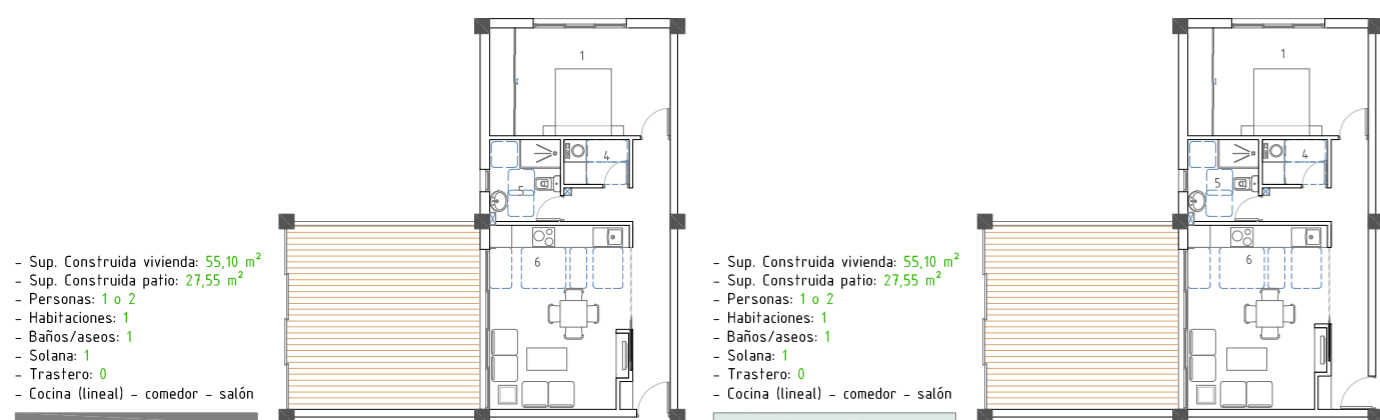 1
4
5
6
- Sup. Construida vivienda: 55,10 m²
- Sup. Construida patio: 27,55 m²
- Personas: 1 o 2
- Habitaciones: 1
- Baños/aseos: 1
- Solana: 1
- Trastero: 0
- Cocina (lineal) - comedor - salón
1
4
5
6
- Sup. Construida vivienda: 55,10 m²
- Sup. Construida patio: 27,55 m²
- Personas: 1 o 2
- Habitaciones: 1
- Baños/aseos: 1
- Solana: 1
- Trastero: 0
- Cocina (lineal) - comedor - salón